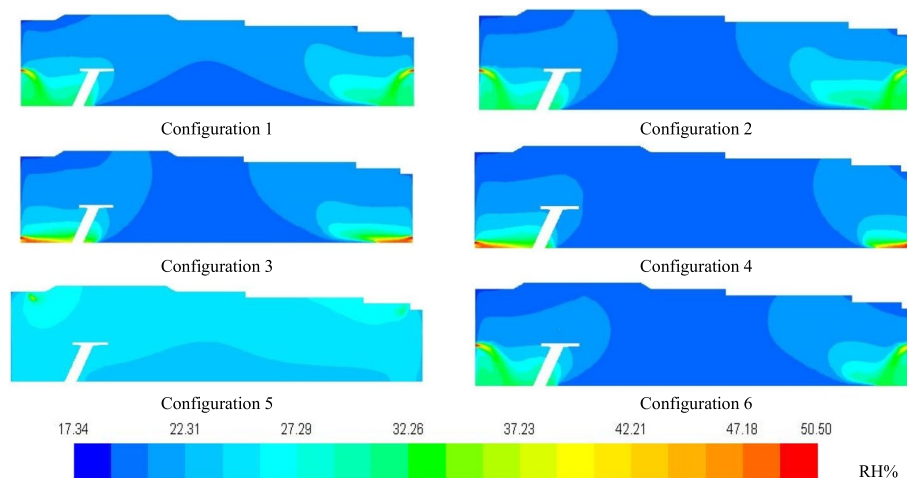 Configuration 1
Configuration 2
Configuration 3
Configuration 4
Configuration 5
Configuration 6
17.34 22.31 27.29 32.26 37.23 42.21 47.18 50.50
RH%